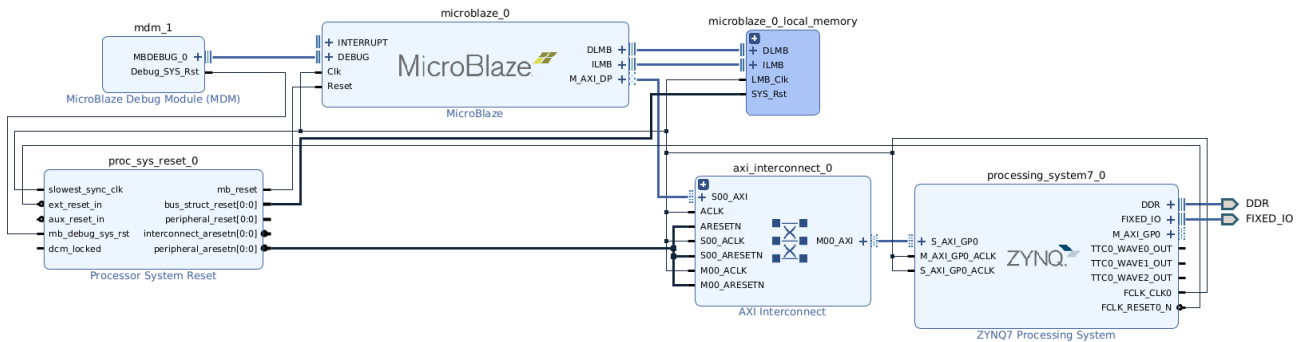 mdm_1
MBDEBUG_0
Debug_SYS_Rst
MicroBlaze Debug Module (MDM)
microblaze_0
INTERRUPT
DEBUG
Clk
Reset
MicroBlaze
DLMB
ILMB
M_AXI_DP
MicroBlaze
microblaze_0_local_memory
DLMB
ILMB
LMB_Clk
SYS_Rst
proc_sys_reset_0
slowest_sync_clk
ext_reset_in
aux_reset_in
mb_debug_sys_rst
dcm_locked
mb_reset
bus_struct_reset[0:0]
peripheral_reset[0:0]
interconnect_aresetn[0:0]
peripheral_aresetn[0:0]
Processor System Reset
axi_interconnect_0
S00_AXI
ACLK
ARESETN
S00_ACLK
S00_ARESETN
M00_ACLK
M00_ARESETN
M00_AXI
AXI Interconnect
processing_system7_0
S_AXI_GP0
M_AXI_GP0_ACLK
S_AXI_GP0_ACLK
ZYNQ
DDR
FIXED_IO
M_AXI_GP0
TTC0_WAVE0_OUT
TTC0_WAVE1_OUT
TTC0_WAVE2_OUT
FCLK_CLK0
FCLK_RESET0_N
ZYNQ7 Processing System
DDR
FIXED_IO